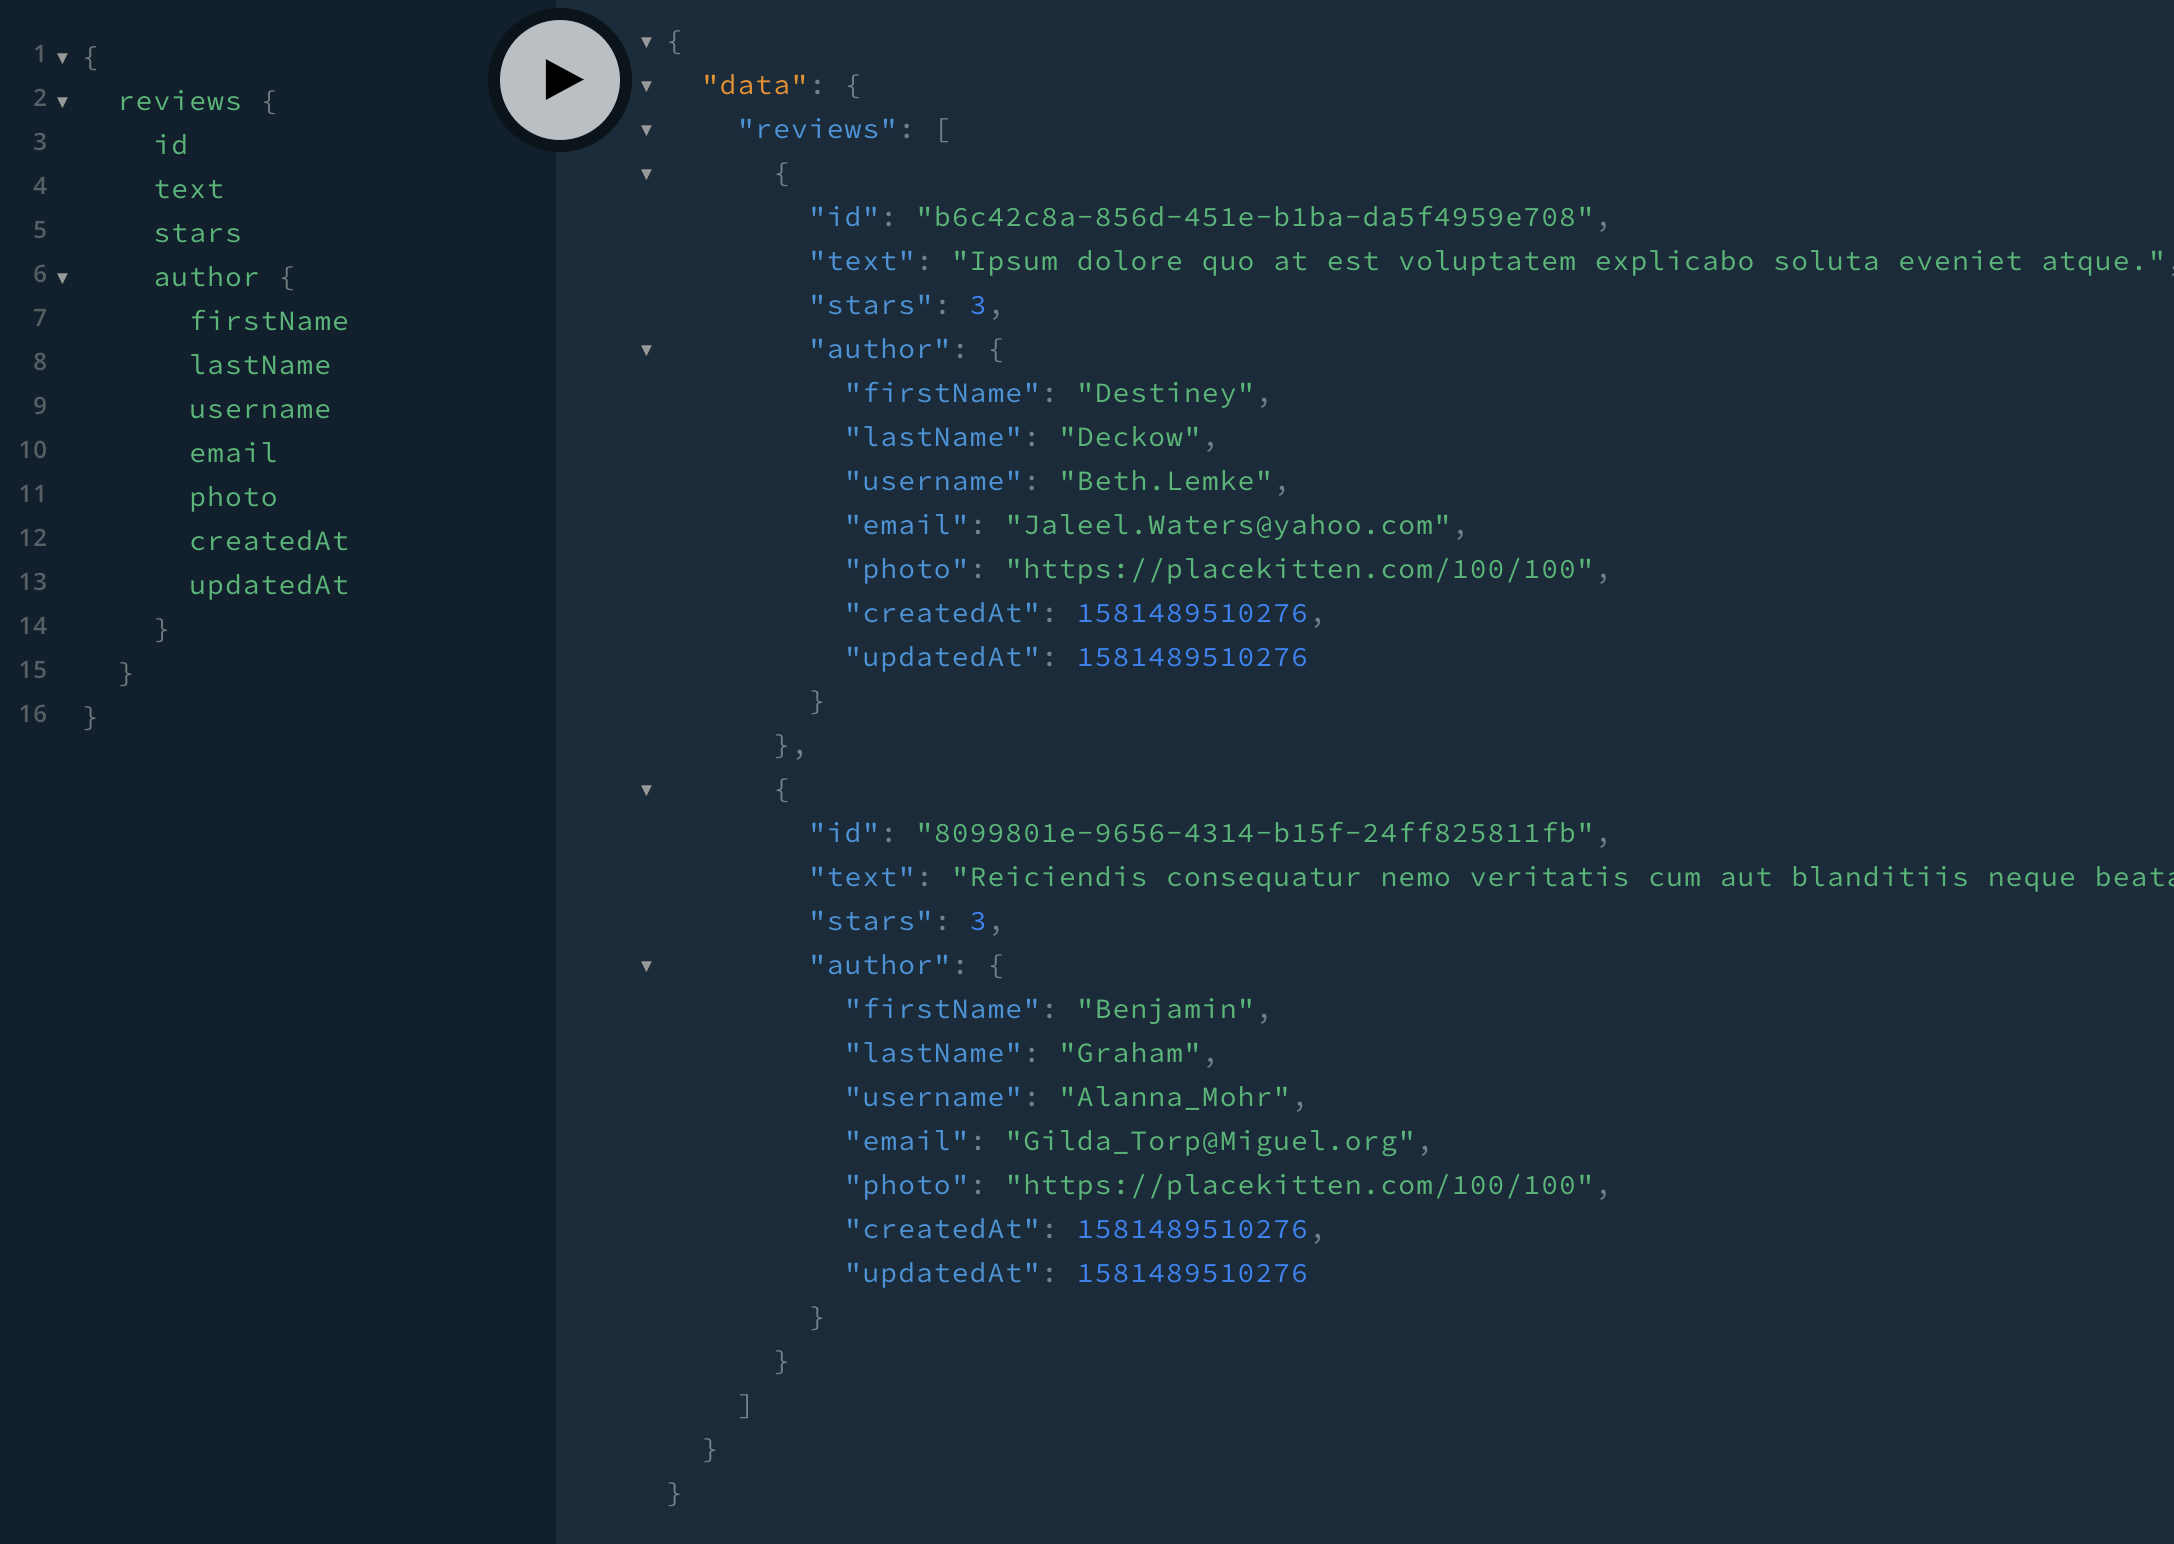 1 {
2 reviews {
3 id
4 text
5 stars
6 author {
7 firstName
8 lastName
9 username
10 email
11 photo
12 createdAt
13 updatedAt
14 }
15 }
16 }
{
"data": {
"reviews": [
{
"id": "b6c42c8a-856d-451e-b1ba-da5f4959e708",
"text": "Ipsum dolore quo at est voluptatem explicabo soluta eveniet atque.",
"stars": 3,
"author": {
"firstName": "Destiney",
"lastName": "Deckow",
"username": "Beth.Lemke",
"email": "Jaleel.Waters@yahoo.com",
"photo": "https://placekitten.com/100/100",
"createdAt": 1581489510276,
"updatedAt": 1581489510276
}
},
{
"id": "8099801e-9656-4314-b15f-24ff825811fb",
"text": "Reiciendis consequatur nemo veritatis cum aut blanditiis neque beata
"stars": 3,
"author": {
"firstName": "Benjamin",
"lastName": "Graham",
"username": "Alanna_Mohr",
"email": "Gilda_Torp@Miguel.org",
"photo": "https://placekitten.com/100/100",
"createdAt": 1581489510276,
"updatedAt": 1581489510276
}
}
]
}
}